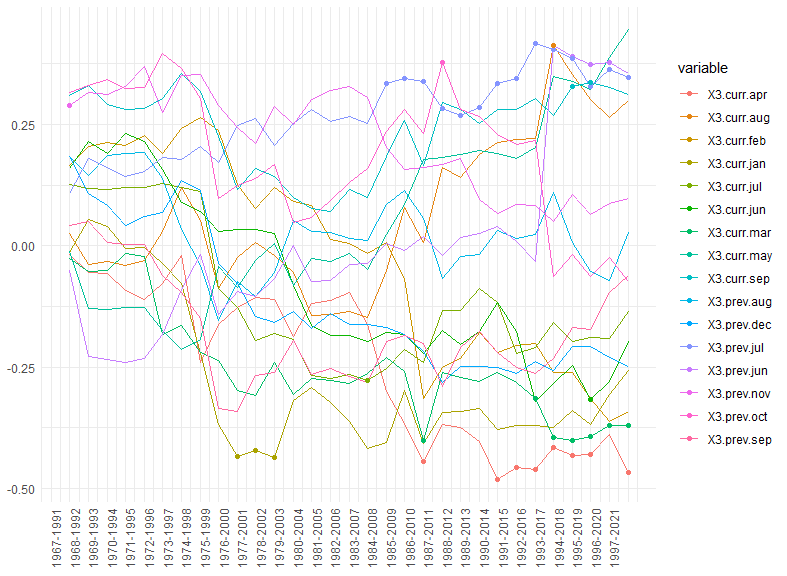 0.25
0.00
-0.25
-0.50
1967-1991
1968-1992
1969-1993
1970-1994
1971-1995
1972-1996
1973-1997
1974-1998
1975-1999
1976-2000
1977-2001
1978-2002
1979-2003
1980-2004
1981-2005
1982-2006
1983-2007
1984-2008
1985-2009
1986-2010
1987-2011
1988-2012
1989-2013
1990-2014
1991-2015
1992-2016
1993-2017
1994-2018
1995-2019
1996-2020
1997-2021
variable
X3.curr.apr
X3.curr.aug
X3.curr.feb
X3.curr.jan
X3.curr.jul
X3.curr.jun
X3.curr.mar
X3.curr.may
X3.curr.sep
X3.prev.aug
X3.prev.dec
X3.prev.jul
X3.prev.jun
X3.prev.nov
X3.prev.oct
X3.prev.sep